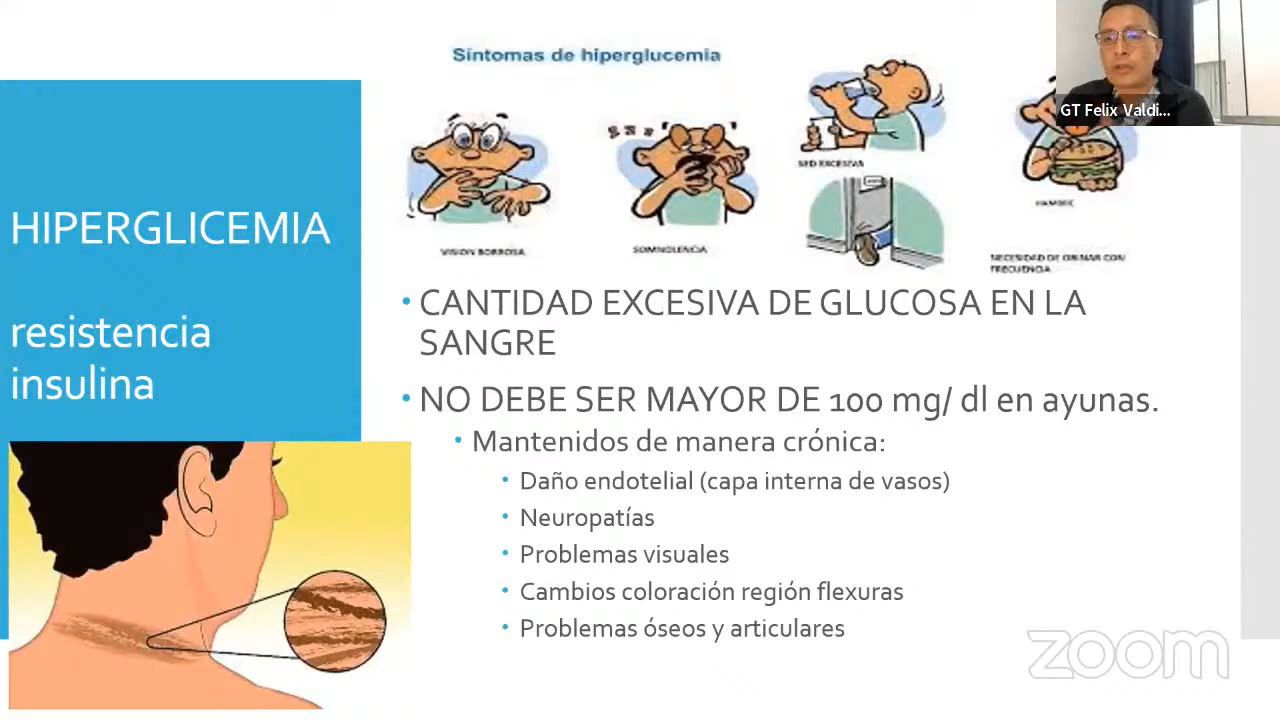 Síntomas de hiperglucemia
GT Felix Valdi...
SED EXCESIVA
HAMBRE
VISION BORROSA
SOMNOLENCIA
NECESIDAD DE ORINAR CON
FRECUENCIA
HIPERGLICEMIA
resistencia
insulina
• CANTIDAD EXCESIVA DE GLUCOSA EN LA
SANGRE
• NO DEBE SER MAYOR DE 100 mg/ dl en ayunas.
• Mantenidos de manera crónica:
• Daño endotelial (capa interna de vasos)
• Neuropatías
• Problemas visuales
• Cambios coloración región flexuras
• Problemas óseos y articulares
zoom